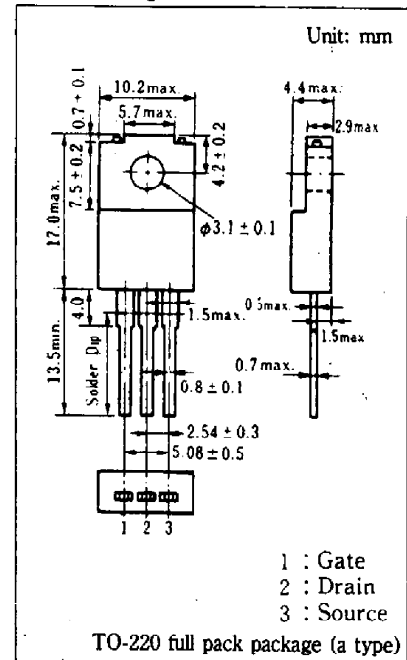 Unit: mm
10.2max.
5.7max.
4.4max.
2.9max
0.7 + 0.1
7.5 ± 0.2
17.0max.
4.2 ± 0.2
φ3.1 ± 0.1
4.0
13.5min.
Solder Dip
1.5max.
0.8 ± 0.1
2.54 ± 0.3
5.08 ± 0.5
1.5max.
0.7max.
1 2 3
1 : Gate
2 : Drain
3 : Source
TO-220 full pack package (a type)